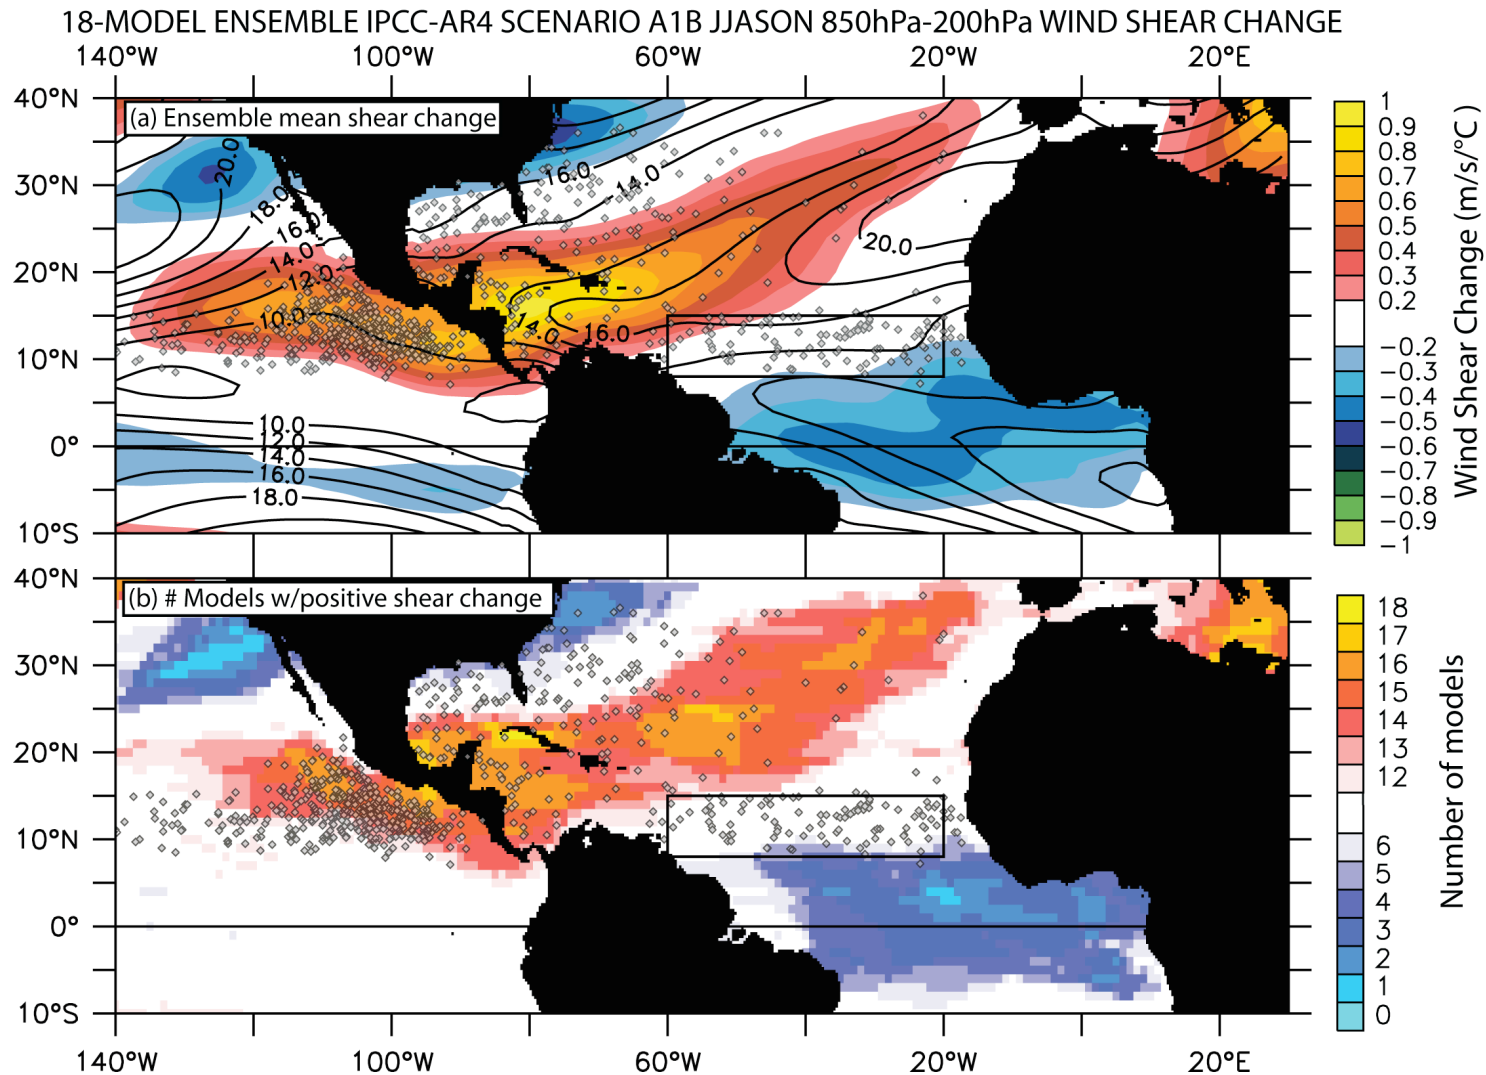 18-MODEL ENSEMBLE IPCC-AR4 SCENARIO A1B JJASON 850hPa-200hPa WIND SHEAR CHANGE
140°W 100°W 60°W 20°W 20°E
(a) Ensemble mean shear change
40°N
30°N
20°N
10°N
0°
10°S
20.0
18.0
16.0
14.0
12.0
10.0
16.0
14.0
20.0
14.0
16.0
10.0
12.0
14.0
16.0
18.0
1
0.9
0.8
0.7
0.6
0.5
0.4
0.3
0.2
-0.2
-0.3
-0.4
-0.5
-0.6
-0.7
-0.8
-0.9
-1
Wind Shear Change (m/s/°C )
(b) # Models w/positive shear change
40°N
30°N
20°N
10°N
0°
10°S
18
17
16
15
14
13
12
6
5
4
3
2
1
0
Number of models
140°W 100°W 60°W 20°W 20°E